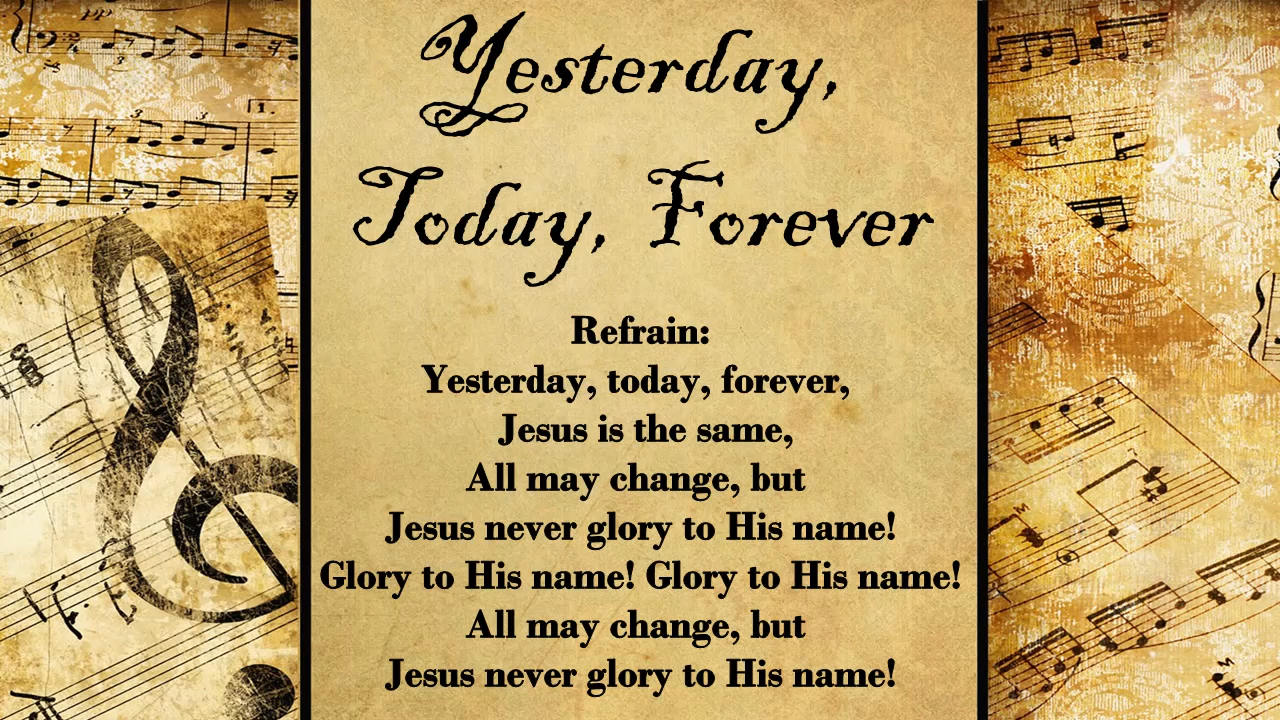 Yesterday,
Today, Forever
Refrain:
Yesterday, today, forever,
Jesus is the same,
All may change, but
Jesus never glory to His name!
Glory to His name! Glory to His name!
All may change, but
Jesus never glory to His name!